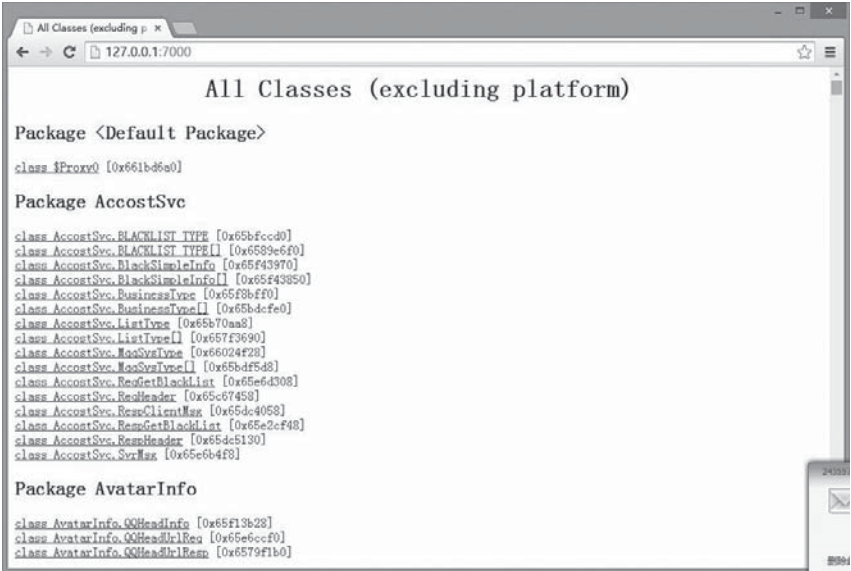 All Classes (excluding p
127.0.0.1:7000
All Classes (excluding platform)
Package <Default Package>
class $Proxy0 [0x661bd6a0]
Package AccostSvc
class AccostSvc.BLACKLIST_TYPE [0x65bfccd0]
class AccostSvc.BLACKLIST_TYPE[] [0x6589e6f0]
class AccostSvc.BlackSimpleInfo [0x65f43970]
class AccostSvc.BlackSimpleInfo[] [0x65f43850]
class AccostSvc.BusinessType [0x65f8bff0]
class AccostSvc.BusinessType[] [0x65bdcfe0]
class AccostSvc.ListType [0x65b70aa8]
class AccostSvc.ListType[] [0x657f3690]
class AccostSvc.MqqSysType [0x66024f28]
class AccostSvc.MqqSysType[] [0x65bdf5d8]
class AccostSvc.ReqGetBlackList [0x65e6d308]
class AccostSvc.ReqHeader [0x65c67458]
class AccostSvc.RespClientMsg [0x65dc4058]
class AccostSvc.RespGetBlackList [0x65e2cf48]
class AccostSvc.RespHeader [0x65dc5130]
class AccostSvc.SvrMsg [0x65e6b4f8]
Package AvatarInfo
class AvatarInfo.QQHeadInfo [0x65f13b28]
class AvatarInfo.QQHeadUrlReq [0x65e6ccf0]
class AvatarInfo.QQHeadUrlResp [0x6579f1b0]